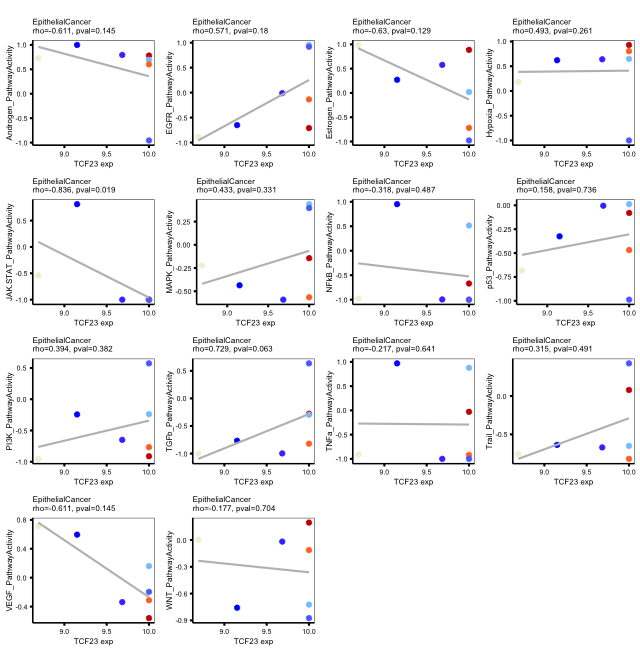 EpithelialCancer
rho=-0.611, pval=0.145
Androgen_PathwayActivity
1.0
0.5
0.0
-0.5
-1.0
9.0 9.5 10.0
TCF23 exp
EpithelialCancer
rho=0.571, pval=0.18
EGFR_PathwayActivity
1.0
0.5
0.0
-0.5
-1.0
9.0 9.5 10.0
TCF23 exp
EpithelialCancer
rho=-0.63, pval=0.129
Estrogen_PathwayActivity
1.0
0.5
0.0
-0.5
-1.0
9.0 9.5 10.0
TCF23 exp
EpithelialCancer
rho=0.493, pval=0.261
Hypoxia_PathwayActivity
1.0
0.5
0.0
-0.5
-1.0
9.0 9.5 10.0
TCF23 exp
EpithelialCancer
rho=-0.836, pval=0.019
JAK-STAT_PathwayActivity
0.5
0.0
-0.5
-1.0
9.0 9.5 10.0
TCF23 exp
EpithelialCancer
rho=0.433, pval=0.331
MAPK_PathwayActivity
0.25
0.00
-0.25
-0.50
9.0 9.5 10.0
TCF23 exp
EpithelialCancer
rho=-0.318, pval=0.487
NFkB_PathwayActivity
1.0
0.5
0.0
-0.5
-1.0
9.0 9.5 10.0
TCF23 exp
EpithelialCancer
rho=0.158, pval=0.736
p53_PathwayActivity
0.00
-0.25
-0.50
-0.75
-1.00
9.0 9.5 10.0
TCF23 exp
EpithelialCancer
rho=0.394, pval=0.382
PI3K_PathwayActivity
0.5
0.0
-0.5
-1.0
9.0 9.5 10.0
TCF23 exp
EpithelialCancer
rho=0.729, pval=0.063
TGFb_PathwayActivity
0.5
0.0
-0.5
-1.0
9.0 9.5 10.0
TCF23 exp
EpithelialCancer
rho=-0.217, pval=0.641
TNFa_PathwayActivity
1.0
0.5
0.0
-0.5
-1.0
9.0 9.5 10.0
TCF23 exp
EpithelialCancer
rho=0.315, pval=0.491
Trail_PathwayActivity
0.0
-0.5
9.0 9.5 10.0
TCF23 exp
EpithelialCancer
rho=-0.611, pval=0.145
VEGF_PathwayActivity
0.8
0.4
0.0
-0.4
9.0 9.5 10.0
TCF23 exp
EpithelialCancer
rho=-0.177, pval=0.704
WNT_PathwayActivity
0.0
-0.3
-0.6
-0.9
9.0 9.5 10.0
TCF23 exp